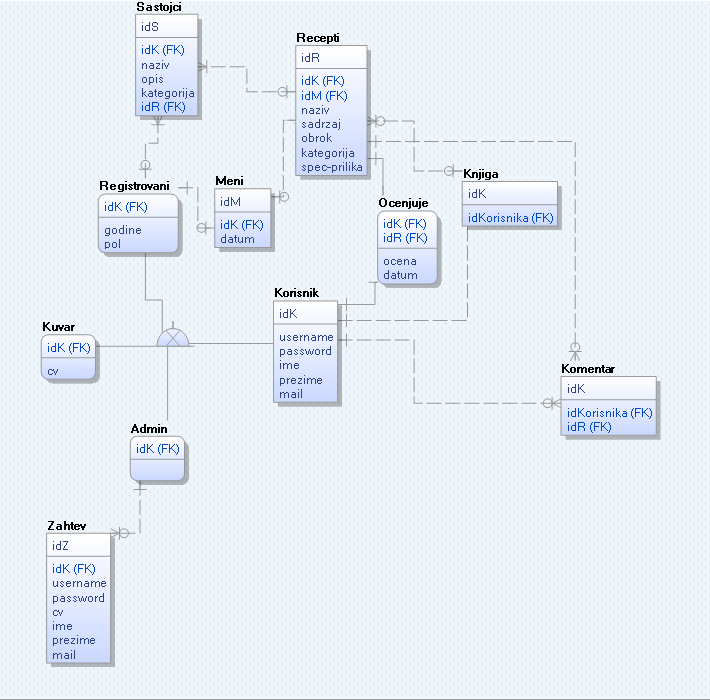 Sastojci
idS
idK (FK)
naziv
opis
kategorija
idR (FK)
Recepti
idR
idK (FK)
idM (FK)
naziv
sadrzaj
obrok
kategorija
spec-prilika
Registrovani
idK (FK)
godine
pol
Meni
idM
idK (FK)
datum
Knjiga
idK
idKorisnika (FK)
Ocenjuje
idK (FK)
idR (FK)
ocena
datum
Korisnik
idK
username
password
ime
prezime
mail
Kuvar
idK (FK)
cv
Komentar
idK
idKorisnika (FK)
idR (FK)
Admin
idK (FK)
Zahtev
idZ
idK (FK)
username
password
cv
ime
prezime
mail